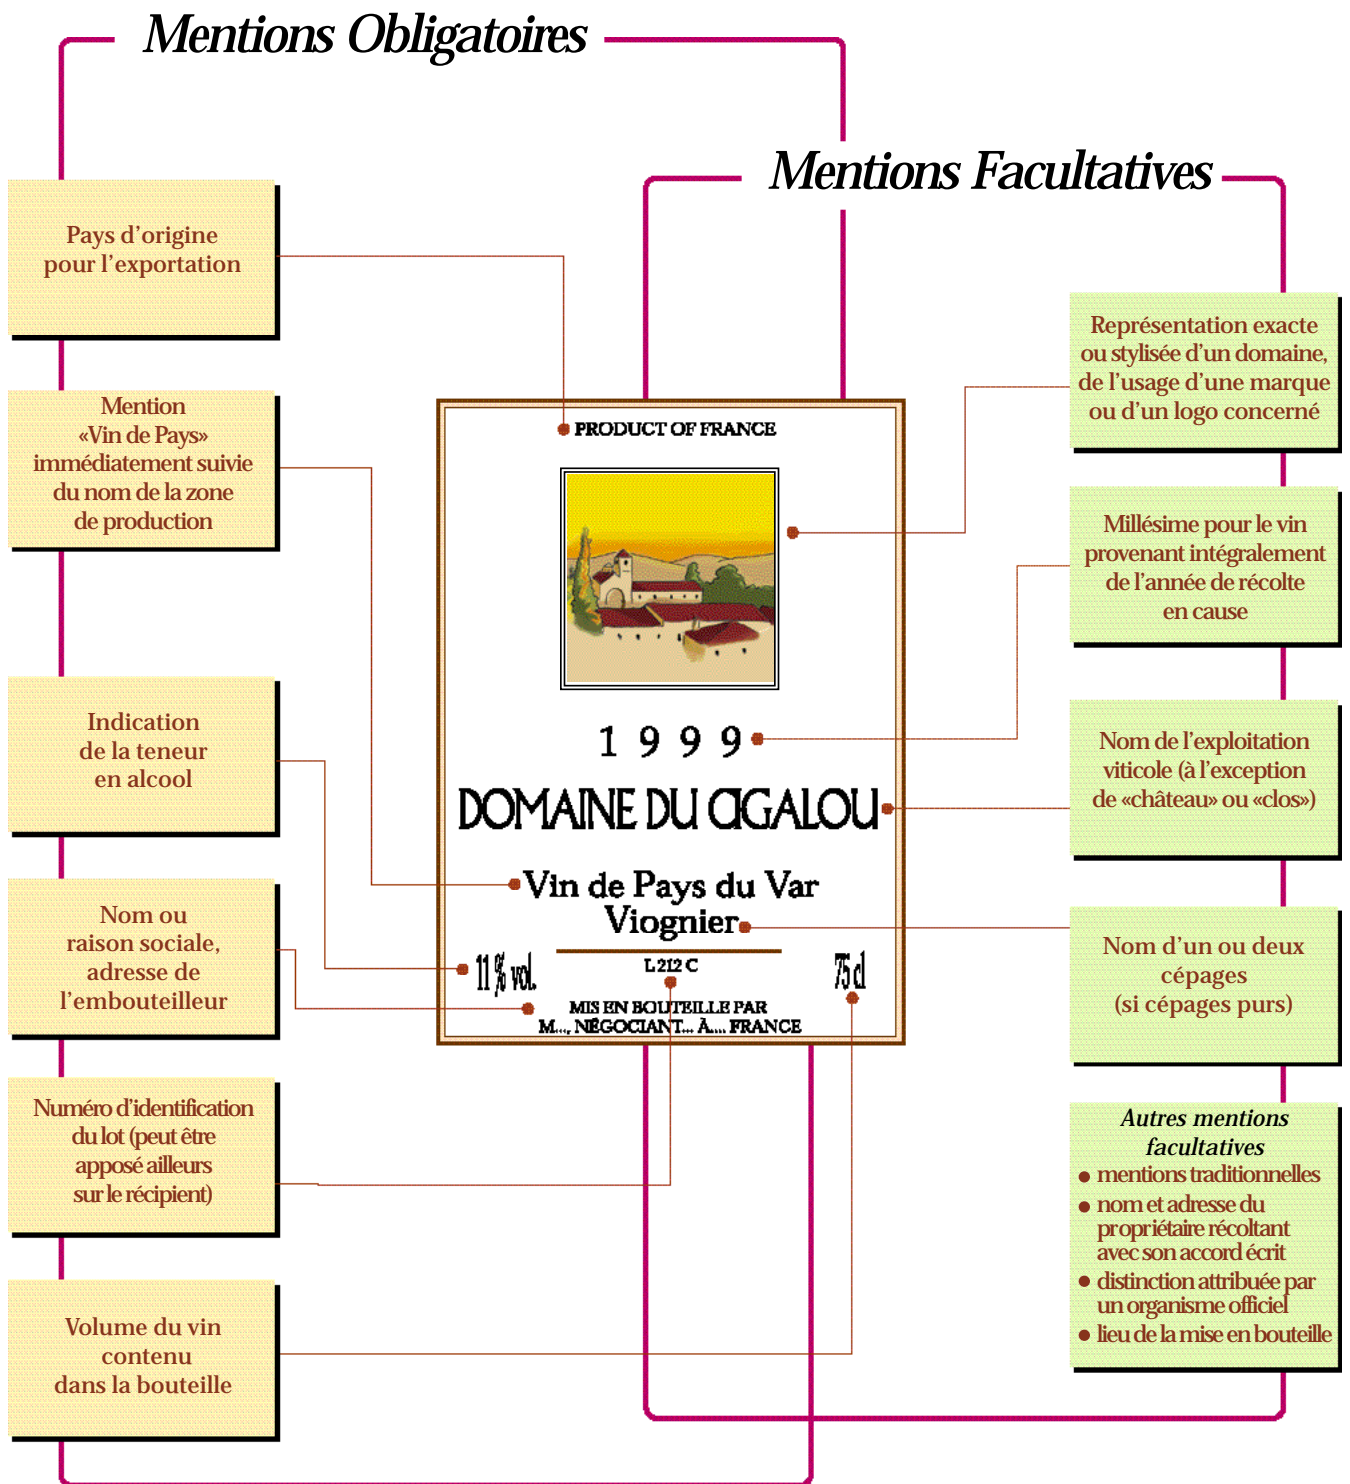 Mentions Obligatoires
Mentions Facultatives
Pays d'origine
pour l'exportation
Mention
«Vin de Pays»
immédiatement suivie
du nom de la zone
de production
Indication
de la teneur
en alcool
Nom ou
raison sociale,
adresse de
l'embouteilleur
Numéro d'identification
du lot (peut être
apposé ailleurs
sur le récipient)
Volume du vin
contenu
dans la bouteille
PRODUCT OF FRANCE
1999
DOMAINE DU CIGALOU
Vin de Pays du Var
Viognier
L 212 C
11 % vol.
75 cl
MIS EN BOUTEILLE PAR
M..., NÉGOCIANT... À.... FRANCE
Représentation exacte
ou stylisée d'un domaine,
de l'usage d'une marque
ou d'un logo concerné
Millésime pour le vin
provenant intégralement
de l'année de récolte
en cause
Nom de l'exploitation
viticole (à l'exception
de «château» ou «clos»)
Nom d'un ou deux
cépages
(si cépages purs)
Autres mentions
facultatives
● mentions traditionnelles
● nom et adresse du
propriétaire récoltant
avec son accord écrit
● distinction attribuée par
un organisme officiel
● lieu de la mise en bouteille